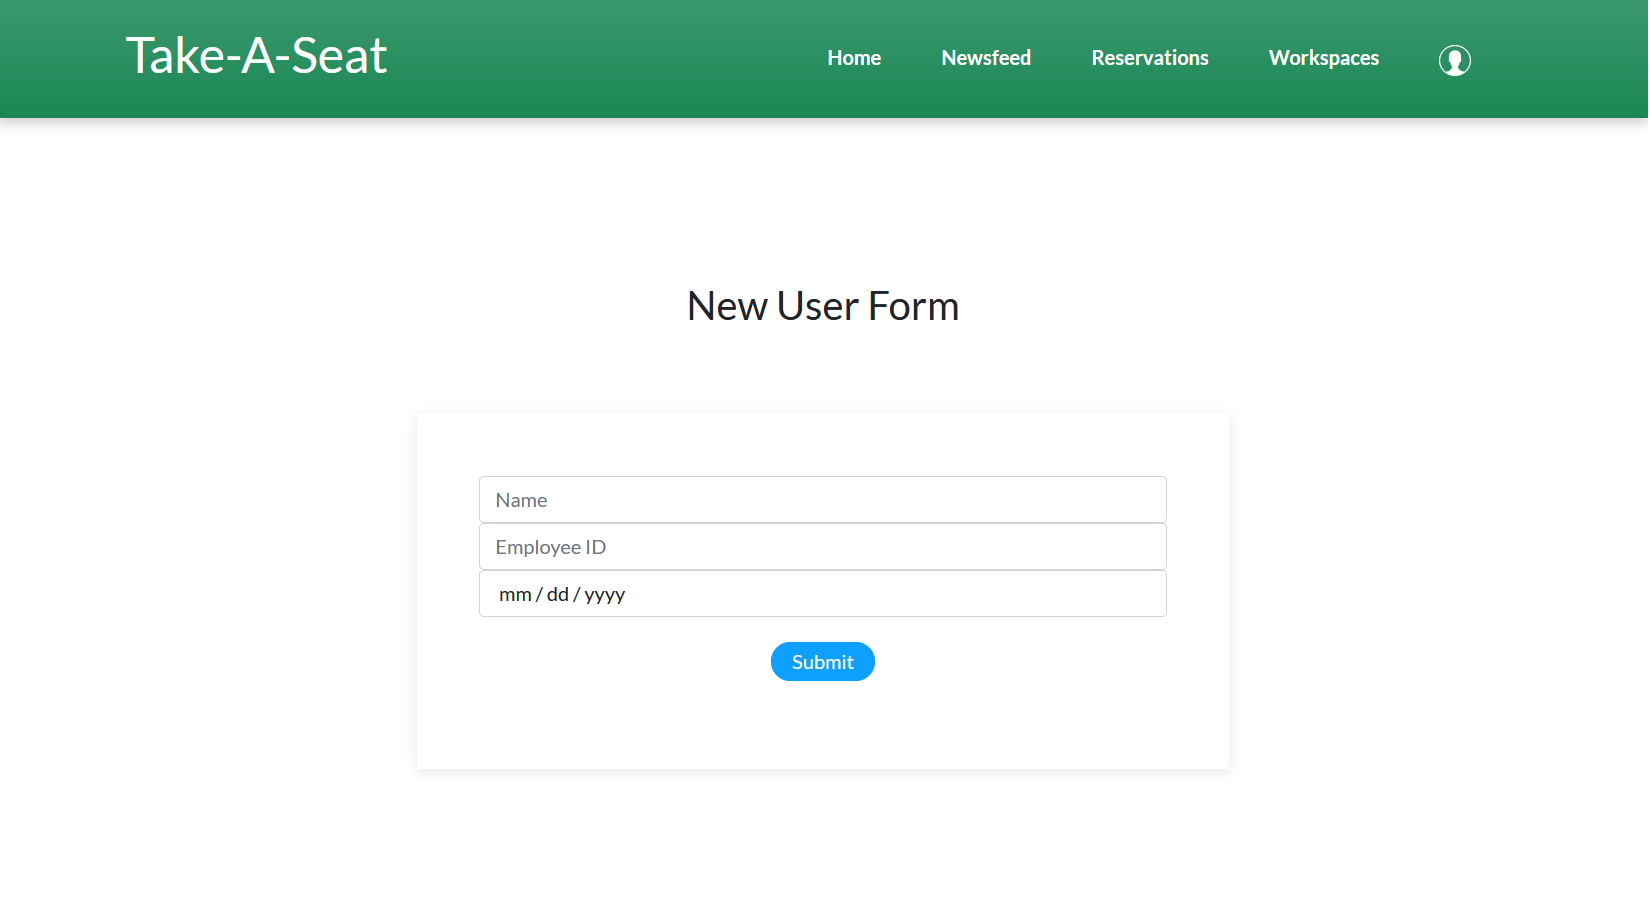 Take-A-Seat
Home Newsfeed Reservations Workspaces
New User Form
Name
Employee ID
mm / dd / yyyy
Submit